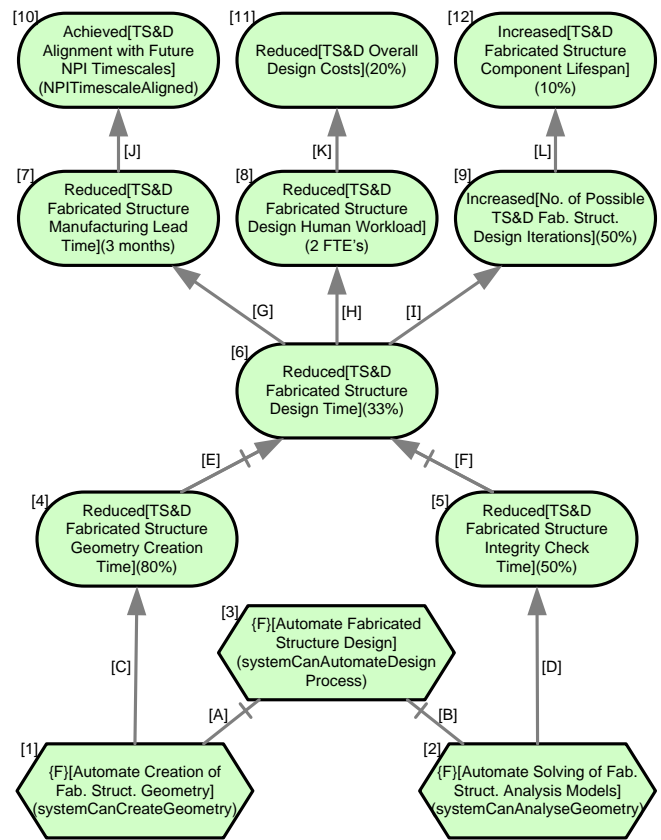 [10]
Achieved[TS&D
Alignment with Future
NPI Timescales]
(NPITimescaleAligned)
[11]
Reduced[TS&D Overall
Design Costs](20%)
[12]
Increased[TS&D
Fabricated Structure
Component Lifespan]
(10%)
[J]
[K]
[L]
[7]
Reduced[TS&D
Fabricated Structure
Manufacturing Lead
Time](3 months)
[8]
Reduced[TS&D
Fabricated Structure
Design Human Workload]
(2 FTE's)
[9]
Increased[No. of Possible
TS&D Fab. Struct.
Design Iterations](50%)
[G]
[H]
[I]
[6]
Reduced[TS&D
Fabricated Structure
Design Time](33%)
[E]
[F]
[4]
Reduced[TS&D
Fabricated Structure
Geometry Creation
Time](80%)
[5]
Reduced[TS&D
Fabricated Structure
Integrity Check
Time](50%)
[3]
{F}[Automate Fabricated
Structure Design]
(systemCanAutomateDesign
Process)
[C]
[D]
[A]
[B]
[1]
{F}[Automate Creation of
Fab. Struct. Geometry]
(systemCanCreateGeometry)
[2]
{F}[Automate Solving of Fab.
Struct. Analysis Models]
(systemCanAnalyseGeometry)